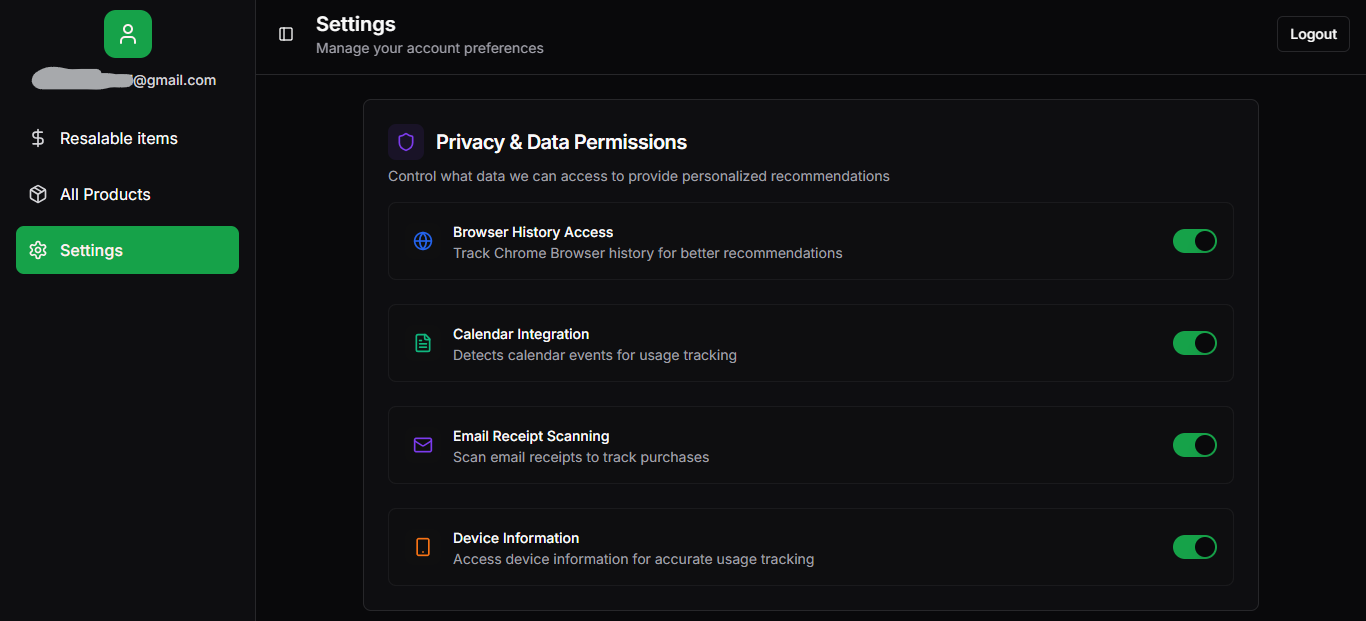 @gmail.com
Resalable items
All Products
Settings
Settings
Manage your account preferences
Logout
Privacy & Data Permissions
Control what data we can access to provide personalized recommendations
Browser History Access
Track Chrome Browser history for better recommendations
Calendar Integration
Detects calendar events for usage tracking
Email Receipt Scanning
Scan email receipts to track purchases
Device Information
Access device information for accurate usage tracking